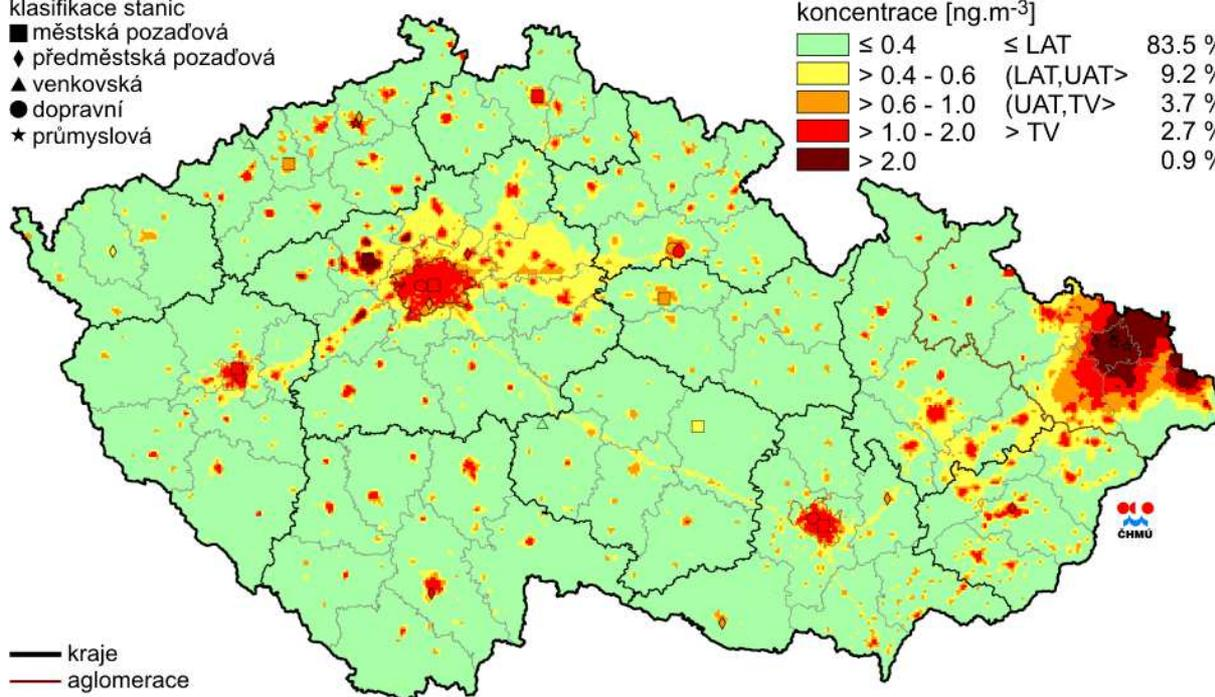 klasifikace stanic
městská pozaďová
předměstská pozaďová
venkovská
dopravní
průmyslová
koncentrace [ng.m-3]
≤ 0.4 ≤ LAT 83.5 %
> 0.4 - 0.6 (LAT,UAT> 9.2 %
> 0.6 - 1.0 (UAT,TV> 3.7 %
> 1.0 - 2.0 > TV 2.7 %
> 2.0 0.9 %
ČHMÚ
kraje
aglomerace